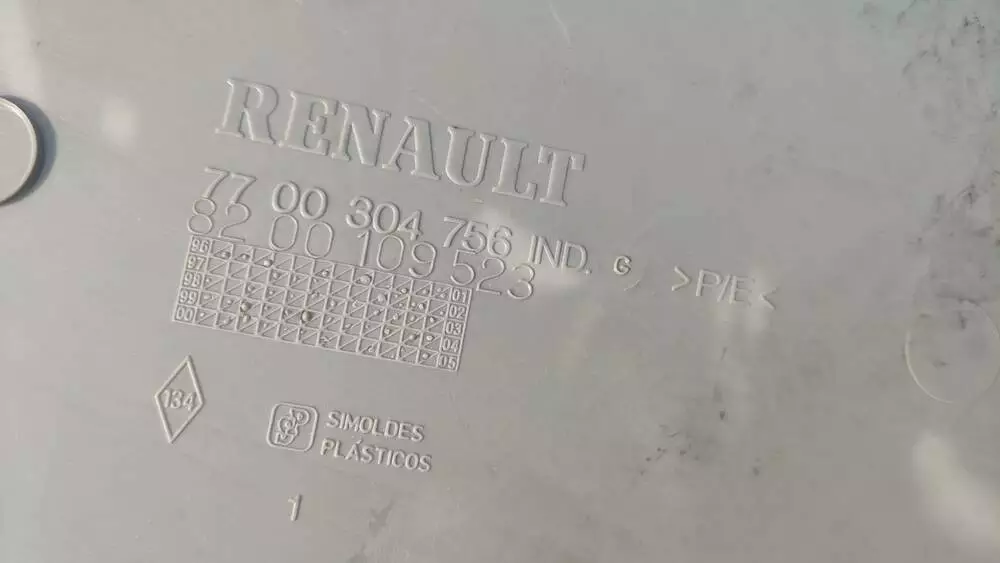 RENAULT
77 00 304 756 IND. G, >P/E<
82 00 109 523
96 01
97 02
98 03
99 04
00 05
134
SIMOLDES
PLÁSTICOS
1